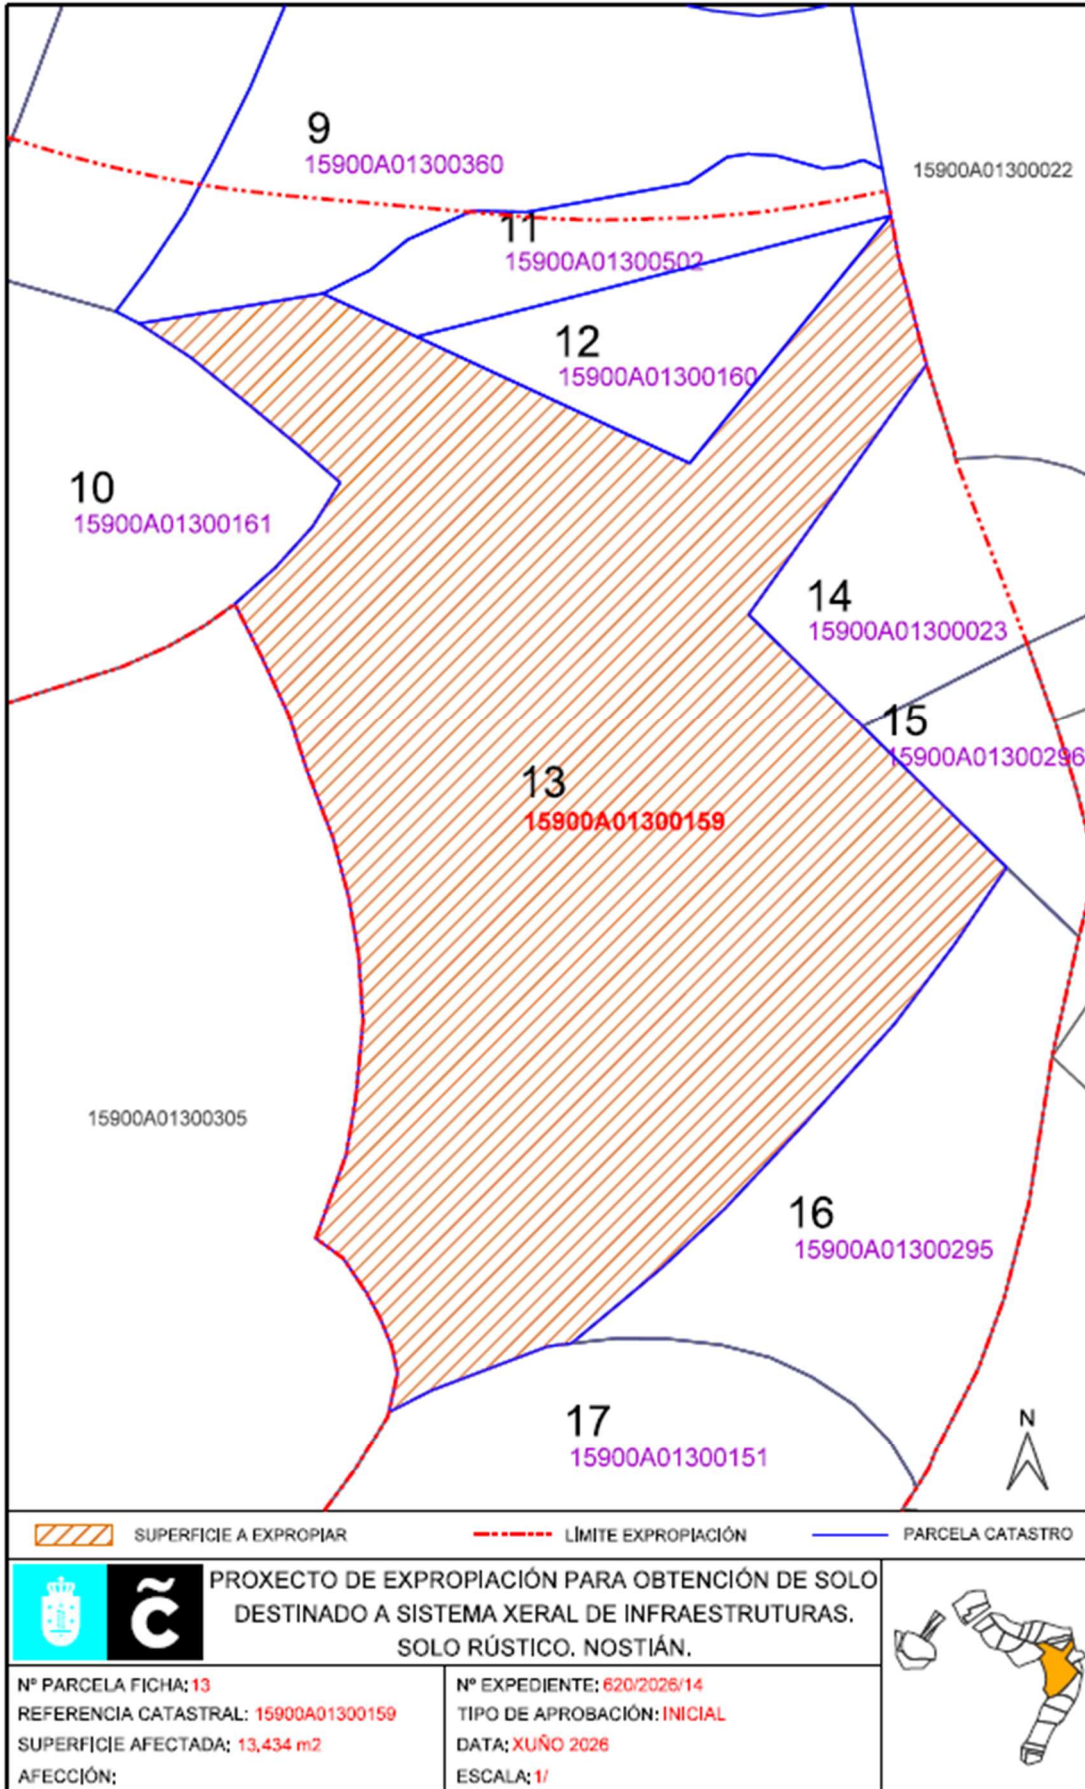 9
15900A01300360
15900A01300022
11
15900A01300502
12
15900A01300160
10
15900A01300161
14
15900A01300023
15
15900A01300296
13
15900A01300159
15900A01300305
16
15900A01300295
17
15900A01300151
N
SUPERFICIE A EXPROPIAR
LÍMITE EXPROPIACIÓN
PARCELA CATASTRO
PROXECTO DE EXPROPIACIÓN PARA OBTENCIÓN DE SOLO
DESTINADO A SISTEMA XERAL DE INFRAESTRUTURAS.
SOLO RÚSTICO. NOSTIÁN.
Nº PARCELA FICHA: 13
REFERENCIA CATASTRAL: 15900A01300159
SUPERFICIE AFECTADA: 13,434 m2
AFECCIÓN:
Nº EXPEDIENTE: 620/2026/14
TIPO DE APROBACIÓN: INICIAL
DATA: XUÑO 2026
ESCALA: 1/